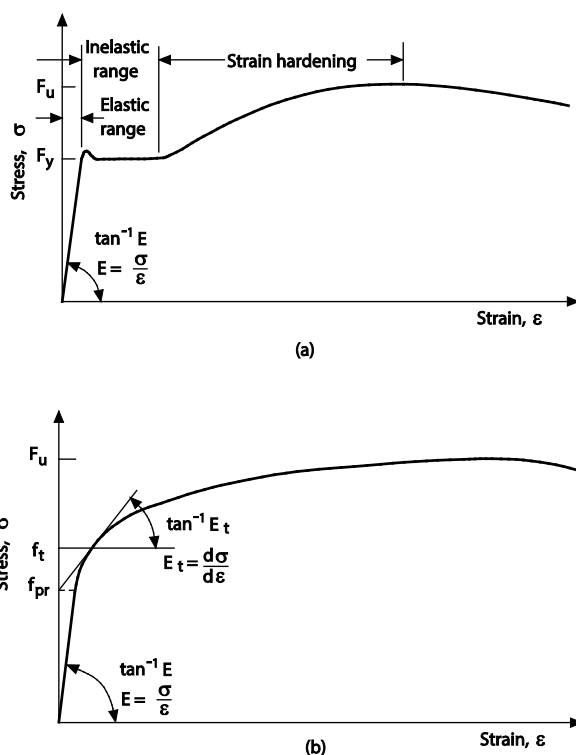 Inelastic
range
Strain hardening
Fu
Elastic
range
Fy
Stress, σ
tan⁻¹ E
E = σ/ε
Strain, ε
(a)
Fu
tan⁻¹ Et
ft
Et = dσ/dε
fpr
Stress, σ
tan⁻¹ E
E = σ/ε
Strain, ε
(b)